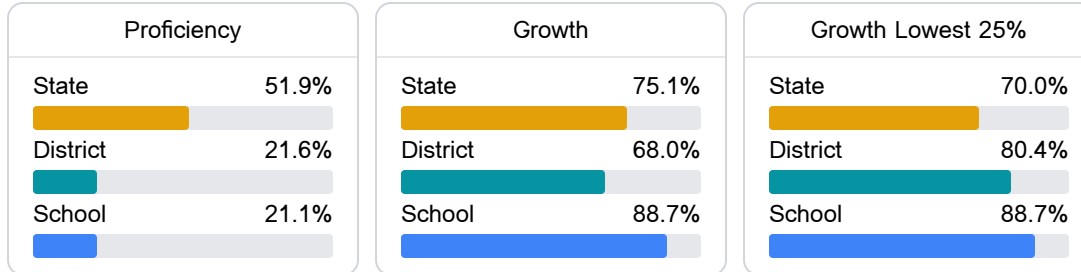 Proficiency
State 51.9%
District 21.6%
School 21.1%
Growth
State 75.1%
District 68.0%
School 88.7%
Growth Lowest 25%
State 70.0%
District 80.4%
School 88.7%